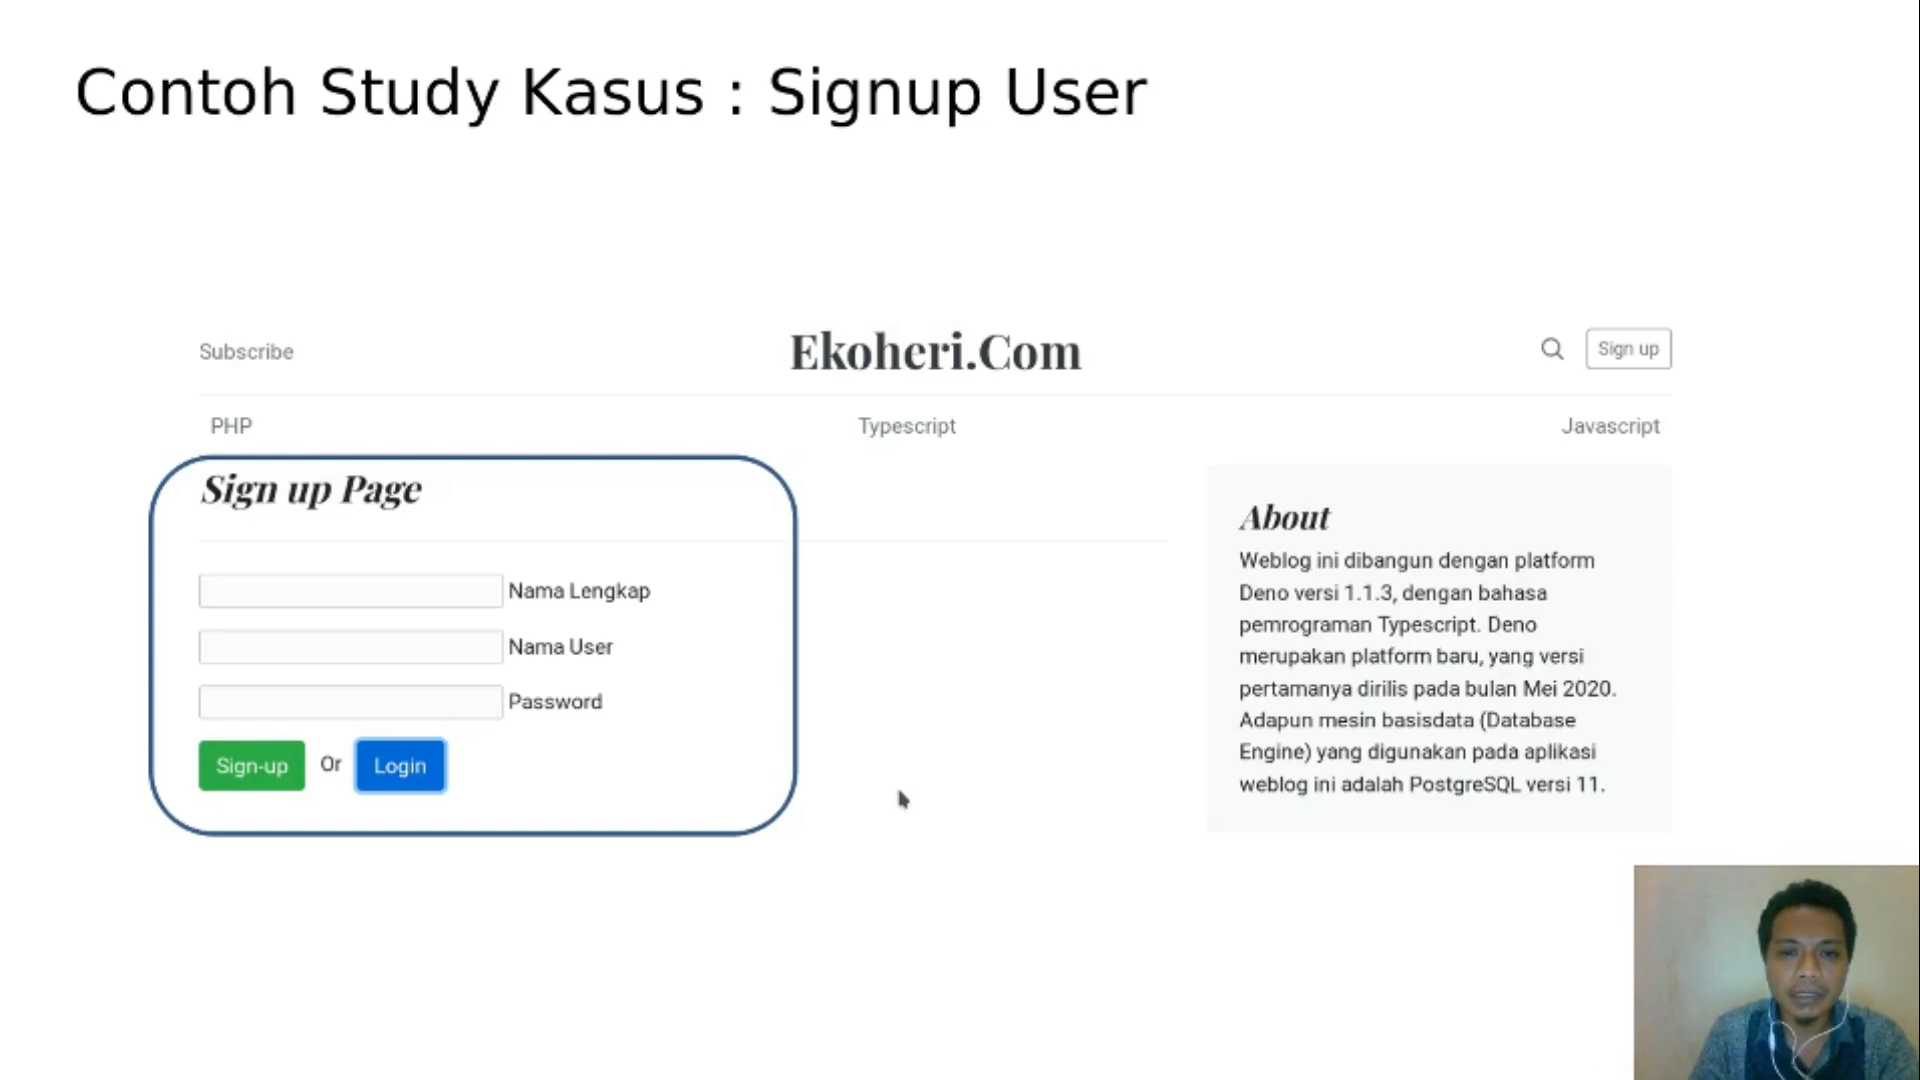 Contoh Study Kasus : Signup User
Subscribe
Ekoheri.Com
Sign up
PHP
Typescript
Javascript
Sign up Page
Nama Lengkap
Nama User
Password
Sign-up Or Login
About
Weblog ini dibangun dengan platform
Deno versi 1.1.3, dengan bahasa
pemrograman Typescript. Deno
merupakan platform baru, yang versi
pertamanya dirilis pada bulan Mei 2020.
Adapun mesin basisdata (Database
Engine) yang digunakan pada aplikasi
weblog ini adalah PostgreSQL versi 11.